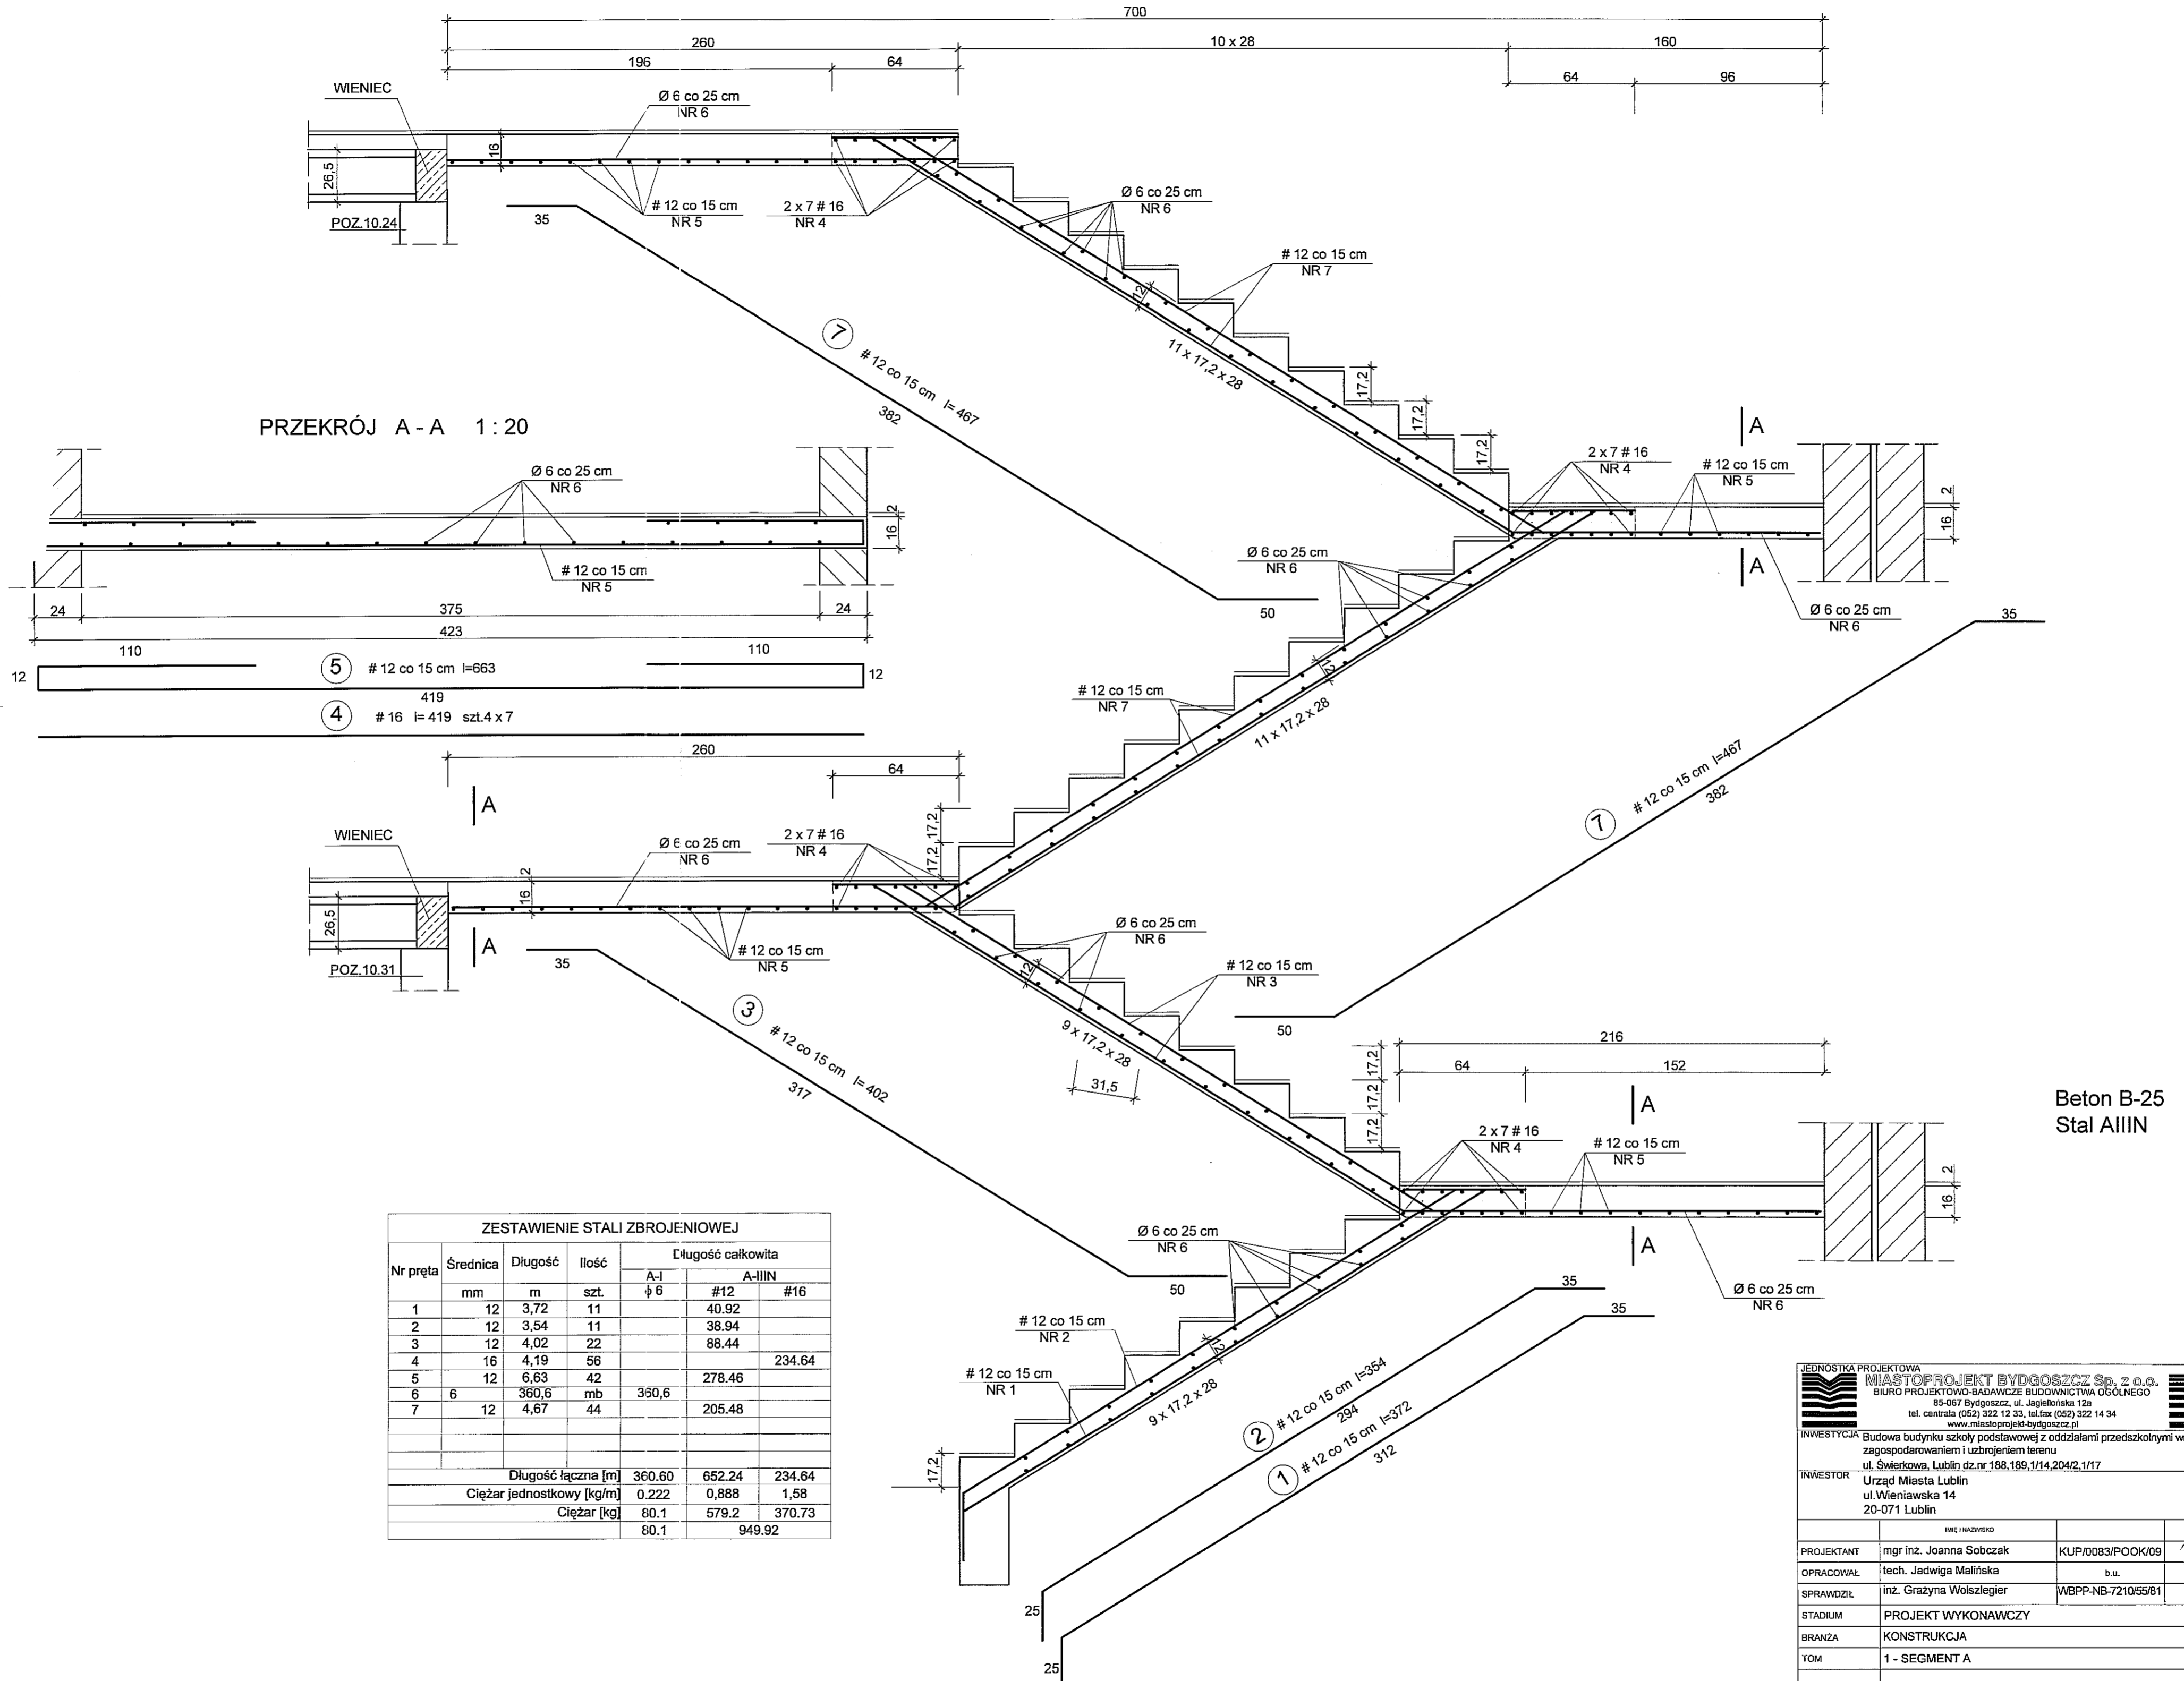 700
260
10 x 28
160
196
64
64
96
WIENIEC
Ø 6 co 25 cm
NR 6
16
26,5
POZ.10.24
35
# 12 co 15 cm
NR 5
2 x 7 # 16
NR 4
Ø 6 co 25 cm
NR 6
# 12 co 15 cm
NR 7
12
11 x 17,2 x 28
7
# 12 co 15 cm l= 467
382
50
17,2
17,2
17,2
A
2 x 7 # 16
NR 4
# 12 co 15 cm
NR 5
2
16
A
Ø 6 co 25 cm
NR 6
PRZEKRÓJ A - A 1 : 20
Ø 6 co 25 cm
NR 6
2
16
# 12 co 15 cm
NR 5
24
375
24
423
110
110
12
5
# 12 co 15 cm l=663
12
419
4
# 16 l= 419 szt.4 x 7
Ø 6 co 25 cm
NR 6
12
# 12 co 15 cm
NR 7
11 x 17,2 x 28
35
7
# 12 co 15 cm l=467
382
50
260
64
A
WIENIEC
Ø 6 co 25 cm
NR 6
2 x 7 # 16
NR 4
17,2
17,2
2
16
26,5
A
POZ.10.31
35
# 12 co 15 cm
NR 5
Ø 6 co 25 cm
NR 6
# 12 co 15 cm
NR 3
12
9 x 17,2 x 28
31,5
3
# 12 co 15 cm l= 402
317
50
216
64
152
17,2
17,2
17,2
A
2 x 7 # 16
NR 4
# 12 co 15 cm
NR 5
2
16
A
Ø 6 co 25 cm
NR 6
Beton B-25
Stal AIIIN
Ø 6 co 25 cm
NR 6
# 12 co 15 cm
NR 2
# 12 co 15 cm
NR 1
12
9 x 17,2 x 28
17,2
35
2
# 12 co 15 cm l=354
294
25
35
1
# 12 co 15 cm l=372
312
25
ZESTAWIENIE STALI ZBROJENIOWEJ
Nr pręta Średnica Długość Ilość Długość całkowita
A-I A-IIIN
mm m szt. ϕ 6 #12 #16
1 12 3,72 11 40.92
2 12 3,54 11 38.94
3 12 4,02 22 88.44
4 16 4,19 56 234.64
5 12 6,63 42 278.46
6 6 360,6 mb 360,6
7 12 4,67 44 205.48
Długość łączna [m] 360.60 652.24 234.64
Ciężar jednostkowy [kg/m] 0.222 0,888 1,58
Ciężar [kg] 80.1 579.2 370.73
80.1 949.92
JEDNOSTKA PROJEKTOWA
MIASTOPROJEKT BYDGOSZCZ Sp. z o.o.
BIURO PROJEKTOWO-BADAWCZE BUDOWNICTWA OGÓLNEGO
85-067 Bydgoszcz, ul. Jagiellońska 12a
tel. centrala (052) 322 12 33, tel.fax (052) 322 14 34
www.miastoprojekt-bydgoszcz.pl
INWESTYCJA Budowa budynku szkoły podstawowej z oddziałami przedszkolnymi
zagospodarowaniem i uzbrojeniem terenu
ul. Świerkowa, Lublin dz.nr 188,189,1/14,204/2,1/17
INWESTOR Urząd Miasta Lublin
ul.Wieniawska 14
20-071 Lublin
IMIĘ I NAZWISKO
PROJEKTANT mgr inż. Joanna Sobczak KUP/0083/POOK/09
OPRACOWAŁ tech. Jadwiga Malińska b.u.
SPRAWDZIŁ inż. Grażyna Woiszlegier WBPP-NB-7210/55/81
STADIUM PROJEKT WYKONAWCZY
BRANŻA KONSTRUKCJA
TOM 1 - SEGMENT A